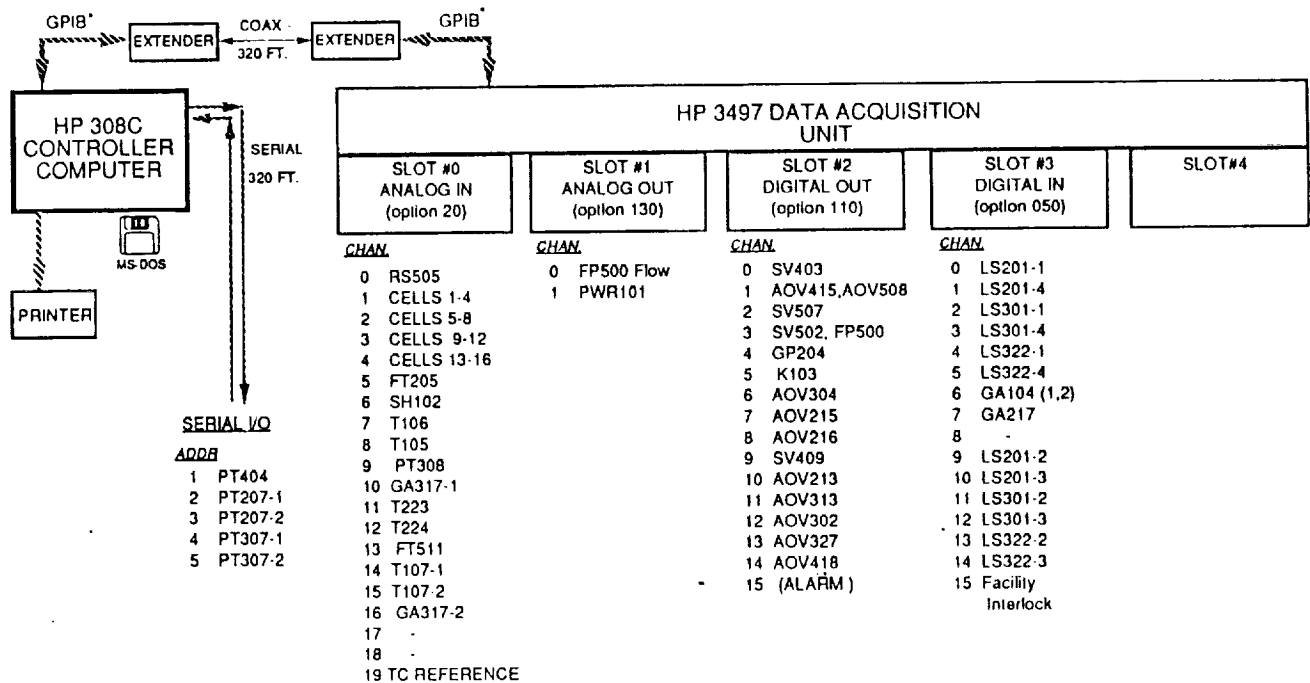 GPIB*
COAX
GPIB*
EXTENDER
EXTENDER
320 FT.
HP 308C
CONTROLLER
COMPUTER
SERIAL
320 FT.
MS-DOS
PRINTER
HP 3497 DATA ACQUISITION
UNIT
SLOT #0
ANALOG IN
(option 20)
SLOT #1
ANALOG OUT
(option 130)
SLOT #2
DIGITAL OUT
(option 110)
SLOT #3
DIGITAL IN
(option 050)
SLOT#4
SERIAL I/O
ADDR
1 PT404
2 PT207-1
3 PT207-2
4 PT307-1
5 PT307-2
CHAN.
0 RS505
1 CELLS 1-4
2 CELLS 5-8
3 CELLS 9-12
4 CELLS 13-16
5 FT205
6 SH102
7 T106
8 T105
9 PT308
10 GA317-1
11 T223
12 T224
13 FT511
14 T107-1
15 T107-2
16 GA317-2
17 -
18 -
19 TC REFERENCE
CHAN.
0 FP500 Flow
1 PWR101
CHAN.
0 SV403
1 AOV415,AOV508
2 SV507
3 SV502, FP500
4 GP204
5 K103
6 AOV304
7 AOV215
8 AOV216
9 SV409
10 AOV213
11 AOV313
12 AOV302
13 AOV327
14 AOV418
15 (ALARM )
CHAN.
0 LS201-1
1 LS201-4
2 LS301-1
3 LS301-4
4 LS322-1
5 LS322-4
6 GA104 (1,2)
7 GA217
8 -
9 LS201-2
10 LS201-3
11 LS301-2
12 LS301-3
13 LS322-2
14 LS322-3
15 Facility
Interlock